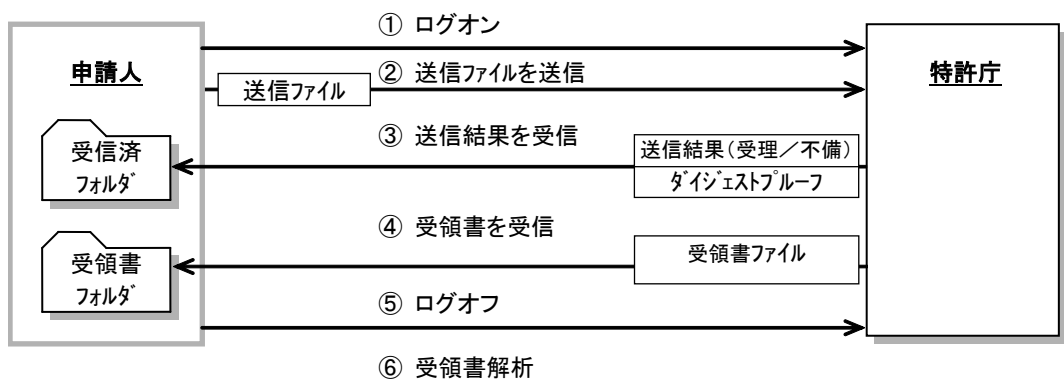 ① ログオン
申請人
特許庁
② 送信ファイルを送信
送信ﾌｧｲﾙ
③ 送信結果を受信
受信済
ﾌｫﾙﾀﾞ
送信結果（受理／不備）
ﾀﾞｲｼﾞｪｽﾄﾌﾟﾙｰﾌ
④ 受領書を受信
受領書
ﾌｫﾙﾀﾞ
受領書ﾌｧｲﾙ
⑤ ログオフ
⑥ 受領書解析